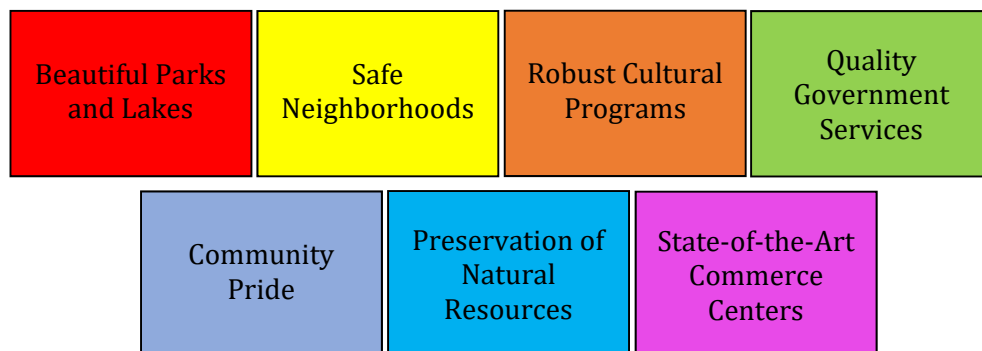 Beautiful Parks
and Lakes
Safe
Neighborhoods
Robust Cultural
Programs
Quality
Government
Services
Community
Pride
Preservation of
Natural
Resources
State-of-the-Art
Commerce
Centers